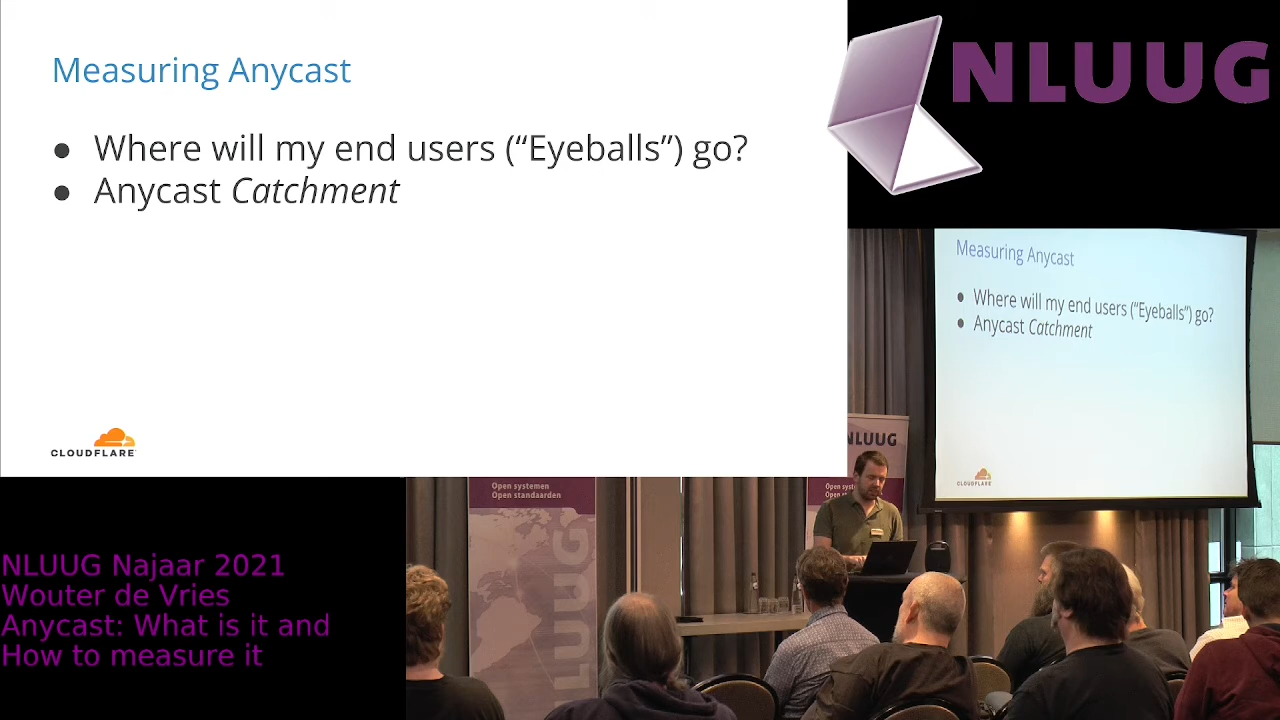 Measuring Anycast
● Where will my end users (“Eyeballs”) go?
● Anycast Catchment
CLOUDFLARE
NLUUG
Measuring Anycast
● Where will my end users (“Eyeballs”) go?
● Anycast Catchment
CLOUDFLARE
NLUUG
Open systemen
Open standaarden
Open
Open
LUUG
NLUUG Najaar 2021
Wouter de Vries
Anycast: What is it and
How to measure it